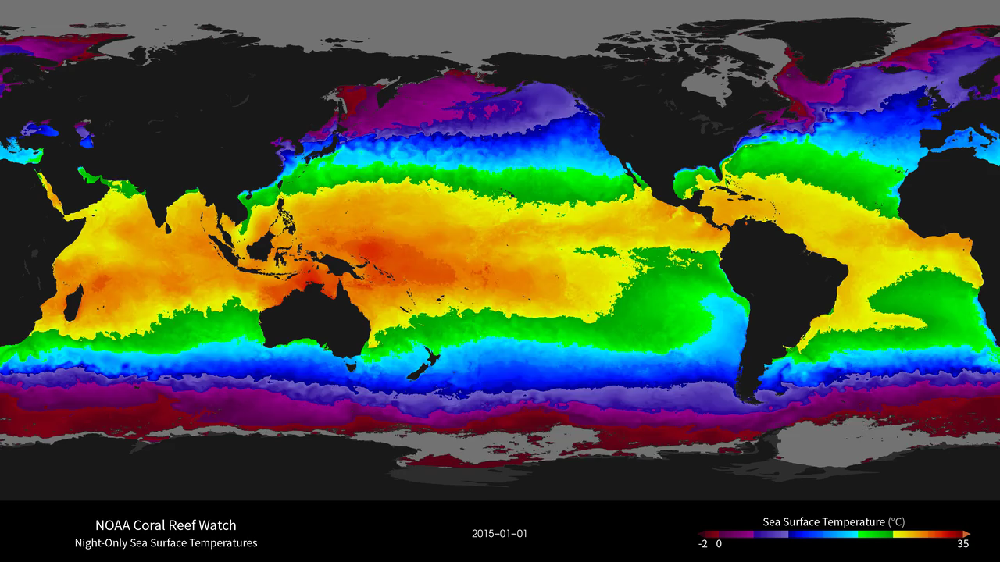 NOAA Coral Reef Watch
Night-Only Sea Surface Temperatures
2015-01-01
Sea Surface Temperature (°C)
-2 0 35